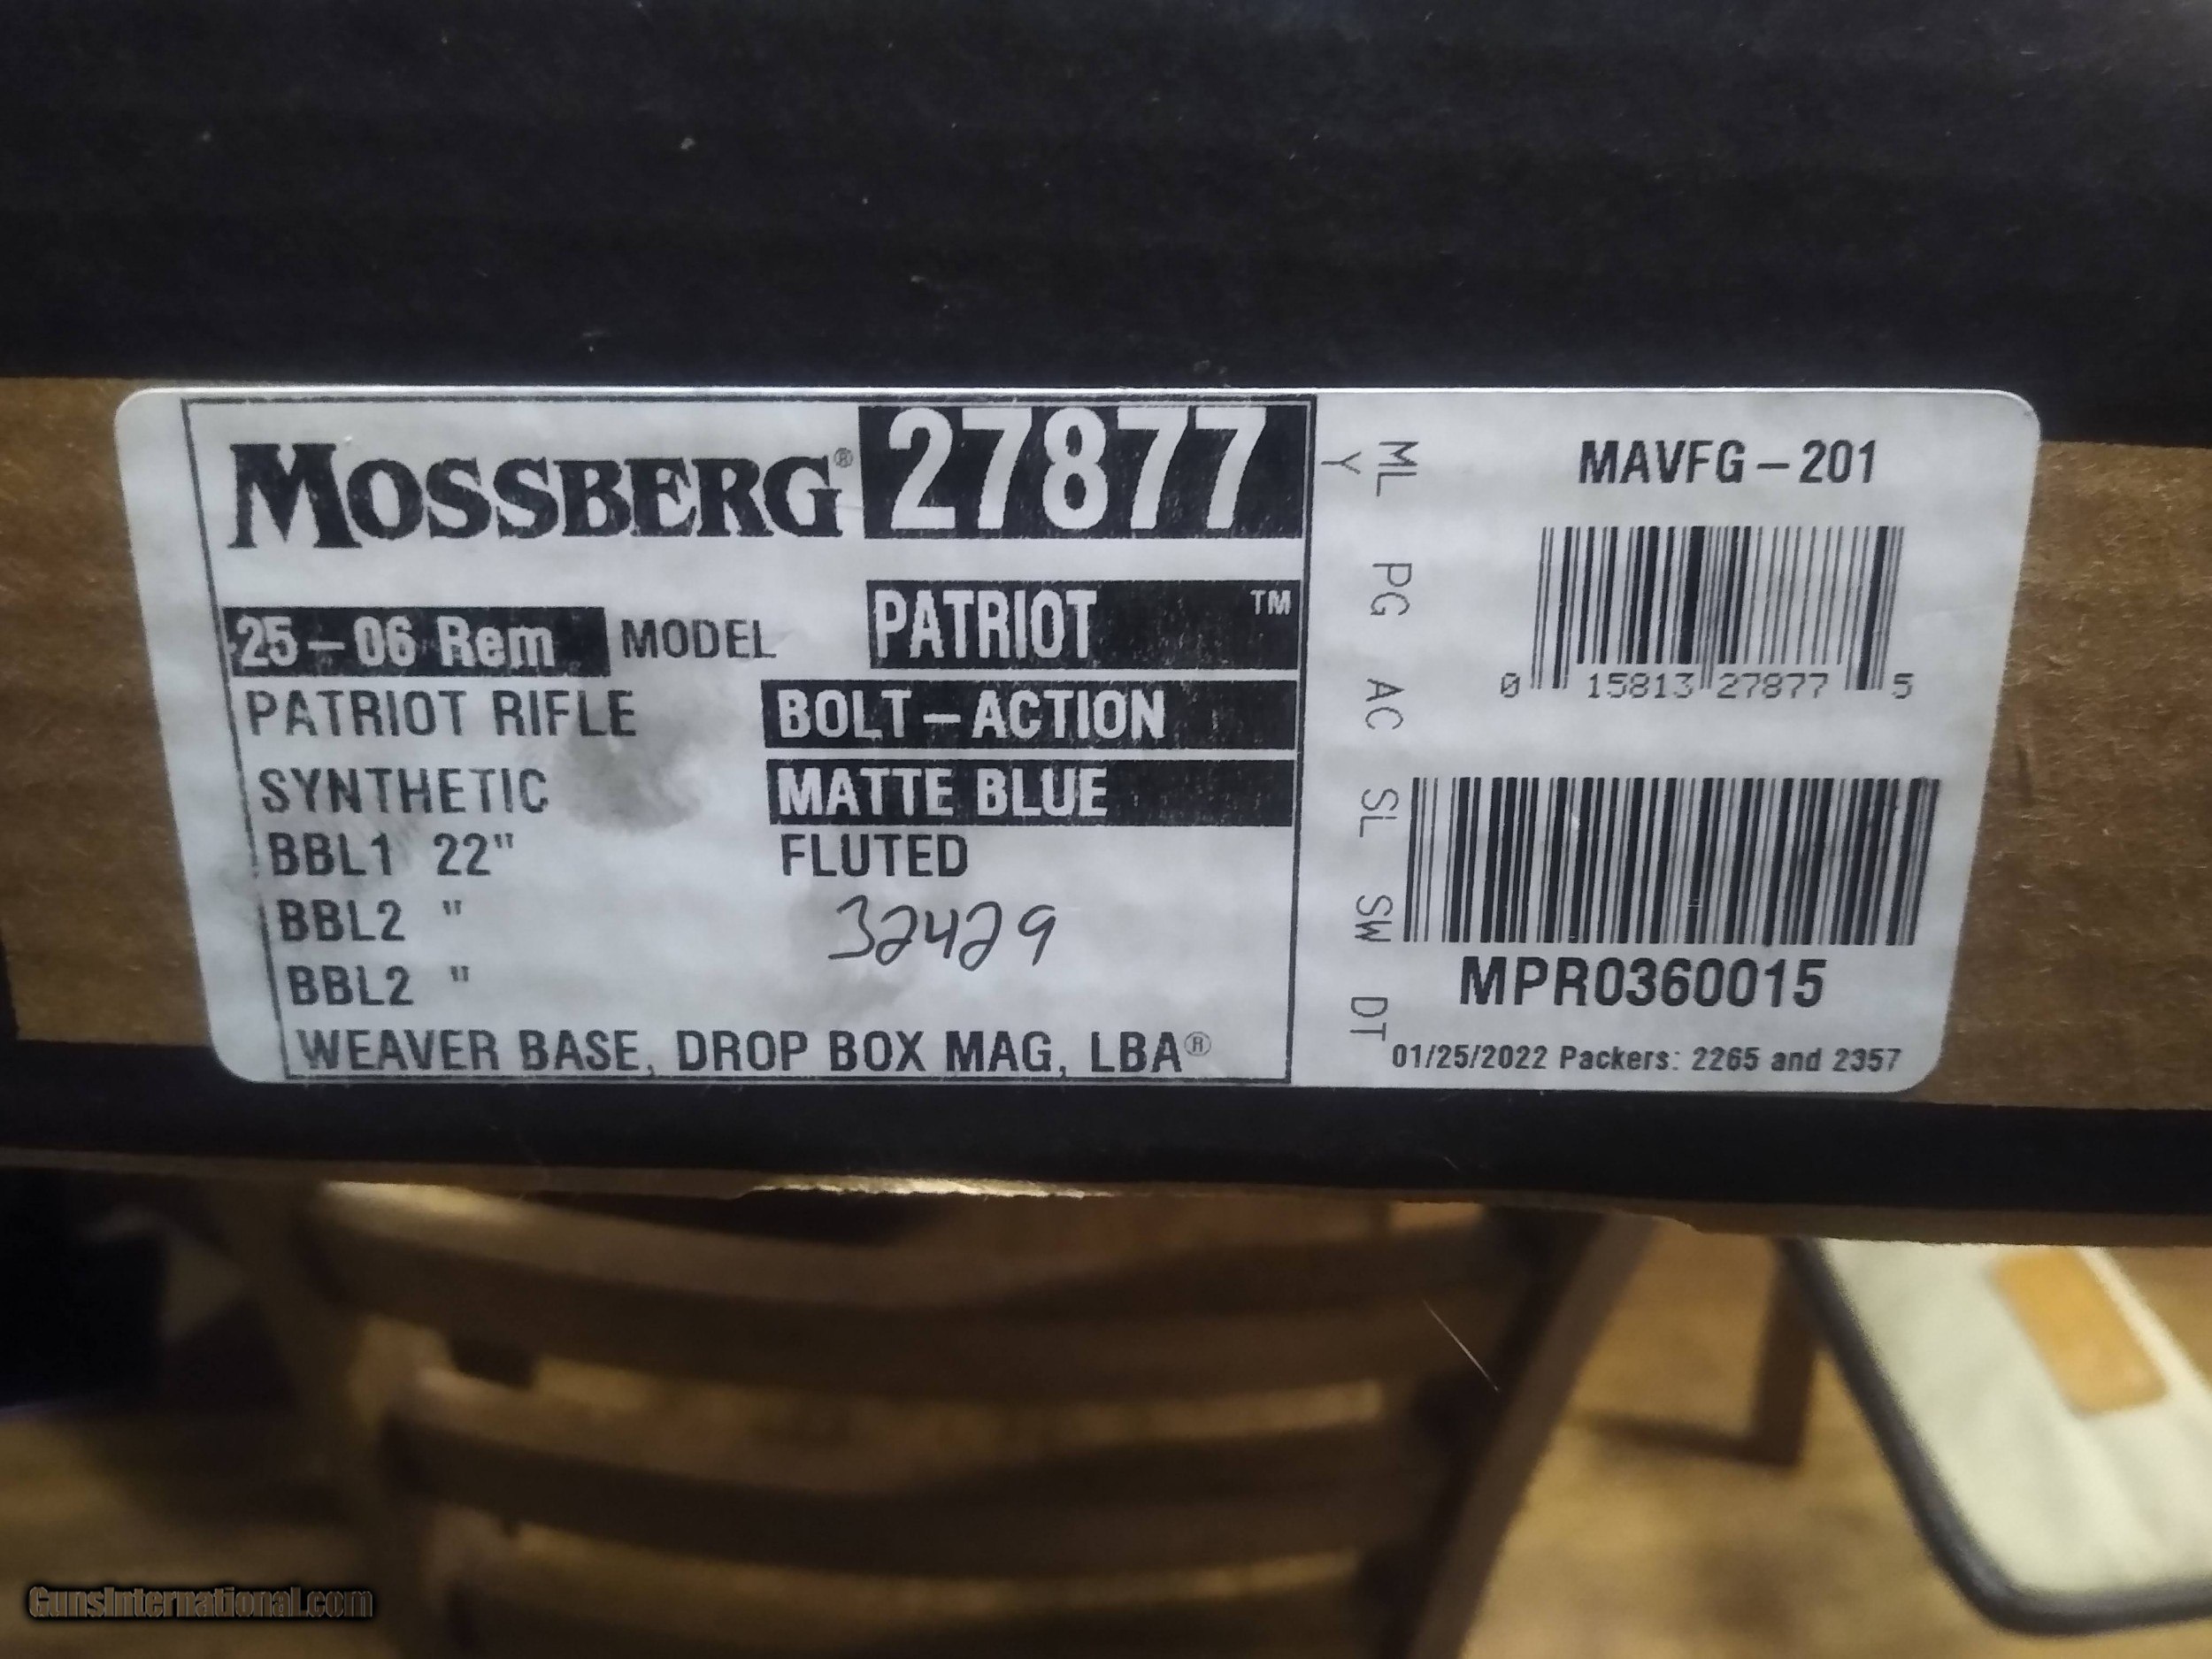 MOSSBERG® 27877
25-06 Rem MODEL PATRIOT ™
PATRIOT RIFLE BOLT-ACTION
SYNTHETIC MATTE BLUE
BBL1 22" FLUTED
BBL2 " 32429
BBL2 "
WEAVER BASE, DROP BOX MAG, LBA®
ML PG AC SL SW DT
Y
MAVFG-201
0 15813 27877 5
MPR0360015
01/25/2022 Packers: 2265 and 2357
GunsInternational.com